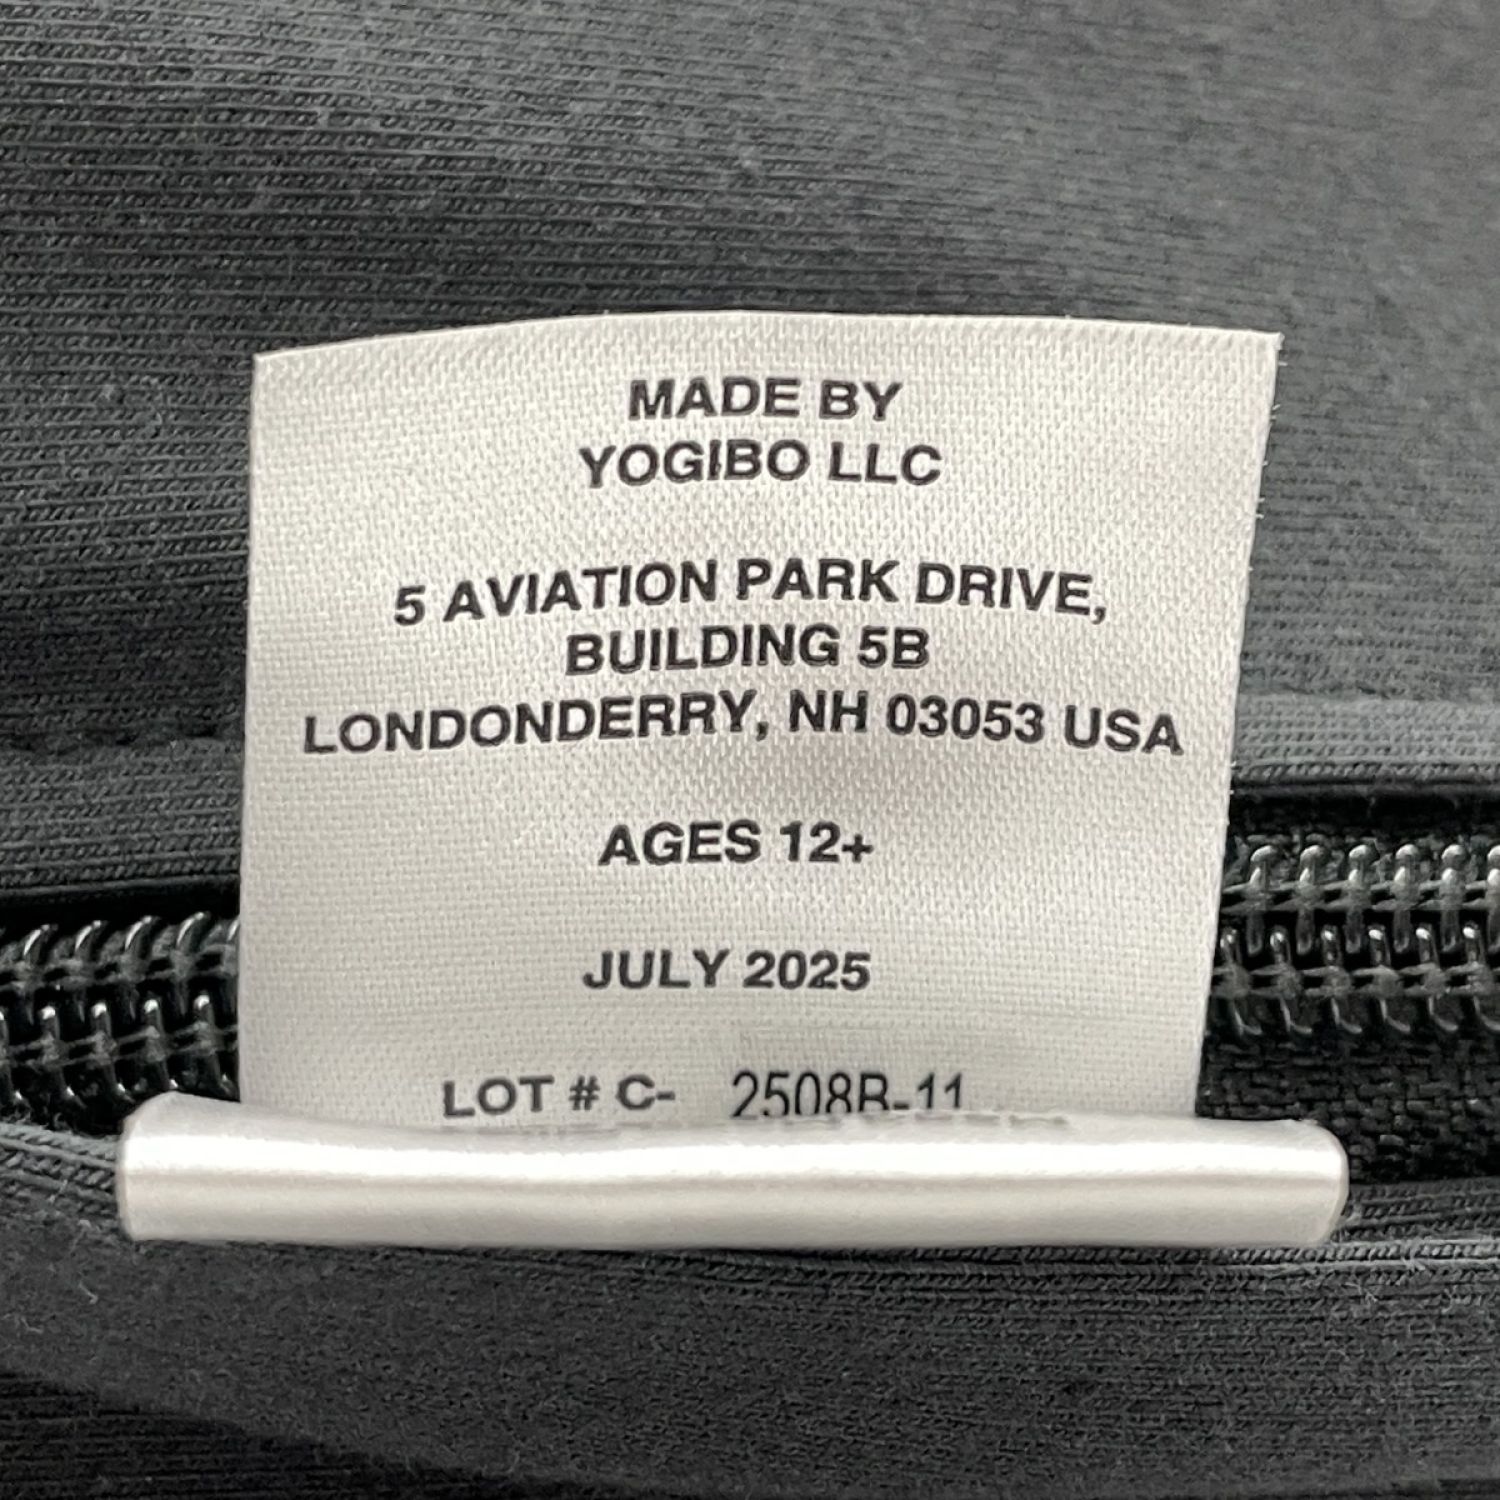 MADE BY
YOGIBO LLC
5 AVIATION PARK DRIVE,
BUILDING 5B
LONDONDERRY, NH 03053 USA
AGES 12+
JULY 2025
LOT # C- 2508B-11